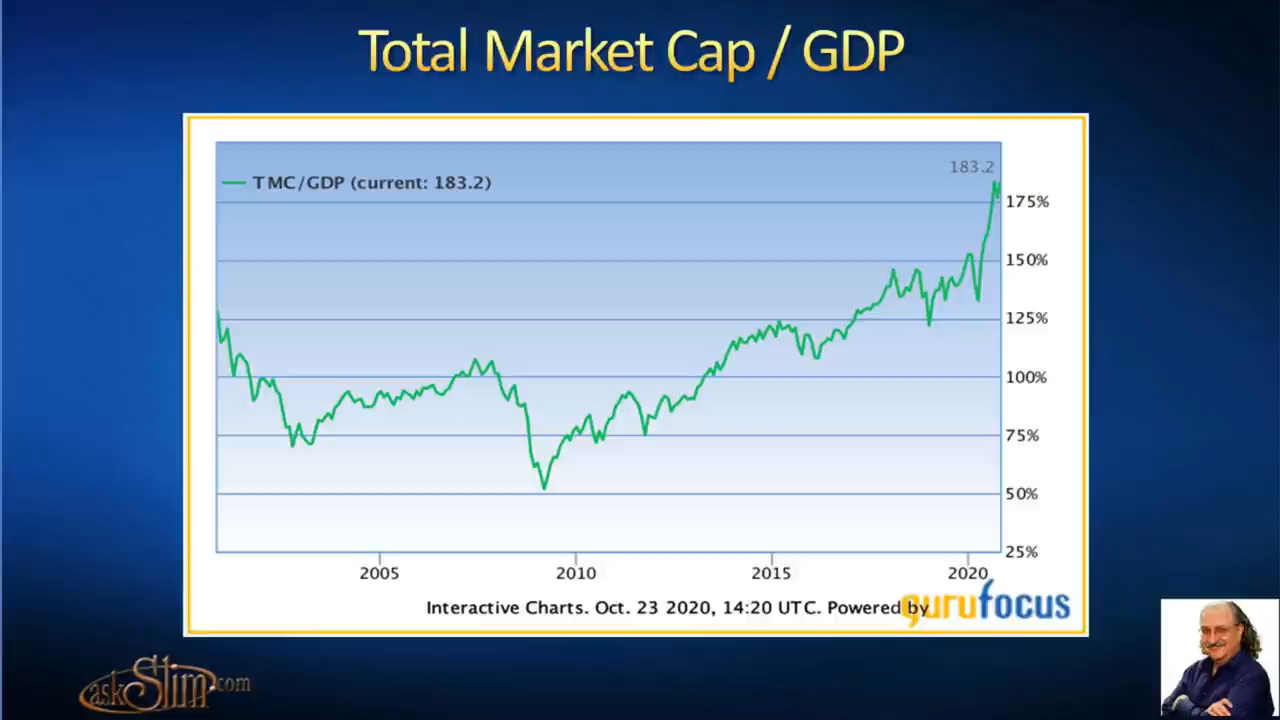 Total Market Cap / GDP
183.2
TMC/GDP (current: 183.2)
175%
150%
125%
100%
75%
50%
25%
2005 2010 2015 2020
Interactive Charts. Oct. 23 2020, 14:20 UTC. Powered by
gurufocus
askSlim.com